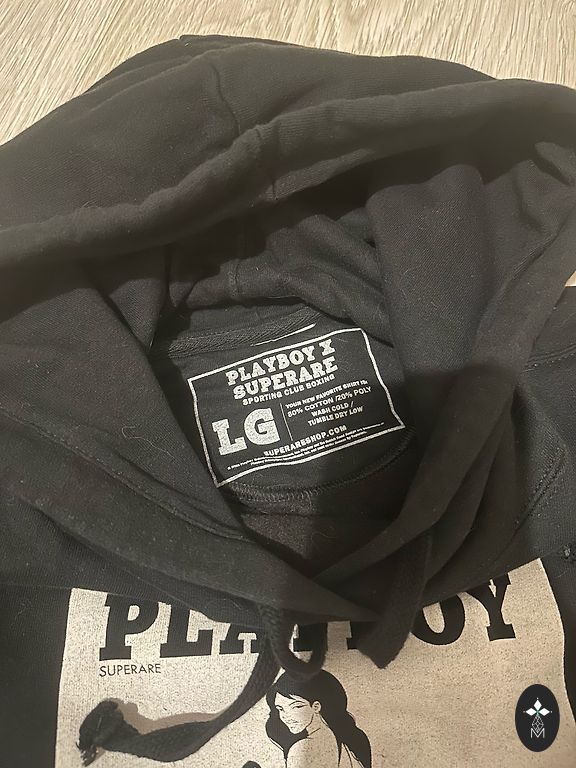 PLAYBOY X
SUPERARE
SPORTING CLUB BOXING
LG
YOUR NEW FAVORITE SHIRT IS:
80% COTTON /20% POLY
WASH COLD /
TUMBLE DRY LOW
SUPERARESHOP.COM
PLAYBOY
SUPERARE
M